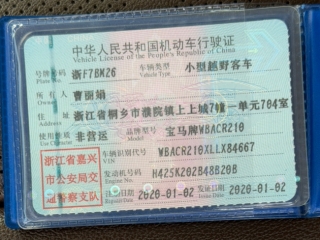 中华人民共和国机动车行驶证
Vehicle License of the People's Republic of China
号牌号码 浙F7BK26 车辆类型 小型越野客车
Plate No. Vehicle Type
所有人 曹丽娟
Owner
住址 浙江省桐乡市濮院镇上上城7幢一单元704室
Address
使用性质 非营运 品牌型号 宝马牌WBACR210
Use Character Model
浙江省嘉兴
市公安局交
通警察支队
车辆识别代号 WBACR210XLLX84667
VIN
发动机号码 H425K202B48B20B
Engine No.
注册日期 2020-01-02 发证日期 2020-01-02
Register Date Issue Date